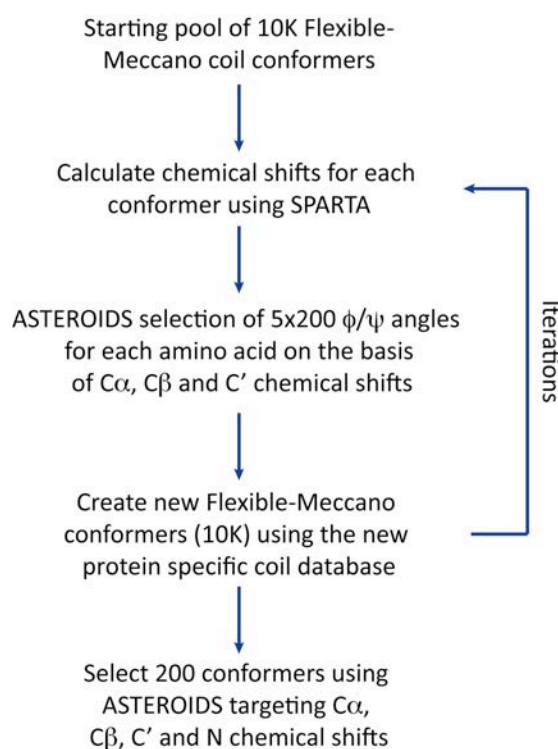 Starting pool of 10K Flexible-
Meccano coil conformers
Calculate chemical shifts for each
conformer using SPARTA
ASTEROIDS selection of 5x200 ϕ/ψ angles
for each amino acid on the basis
of Cα, Cβ and C’ chemical shifts
Create new Flexible-Meccano
conformers (10K) using the new
protein specific coil database
Select 200 conformers using
ASTEROIDS targeting Cα,
Cβ, C’ and N chemical shifts
Iterations